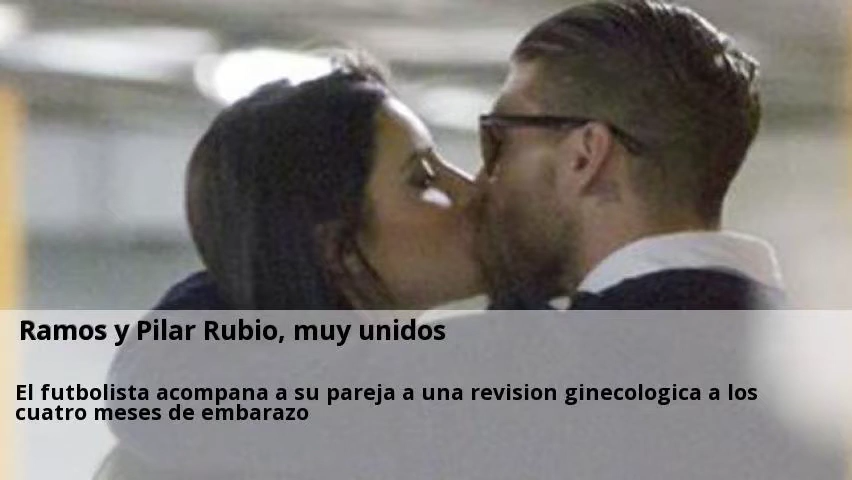 Ramos y Pilar Rubio, muy unidos
El futbolista acompana a su pareja a una revision ginecologica a los
cuatro meses de embarazo